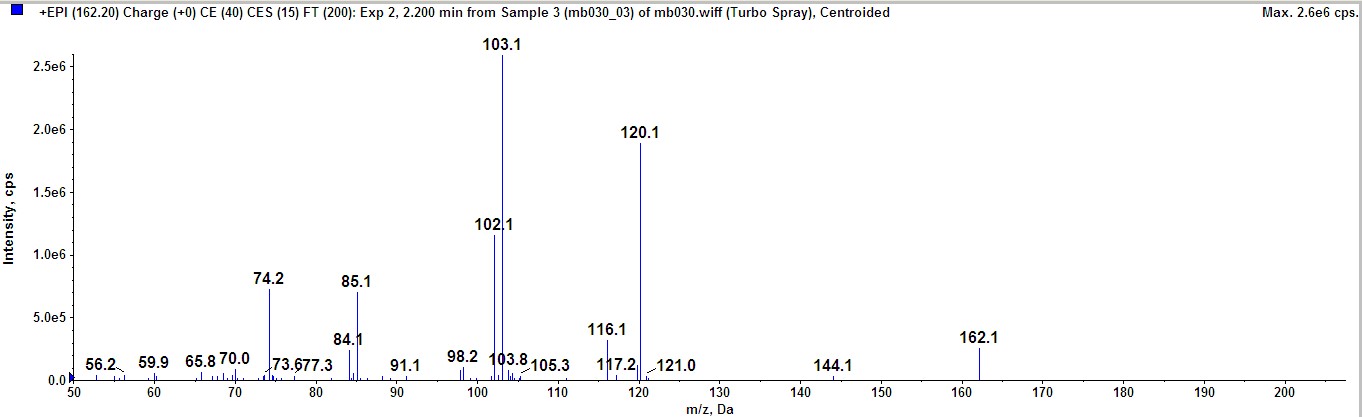 +EPI (162.20) Charge (+0) CE (40) CES (15) FT (200): Exp 2, 2.200 min from Sample 3 (mb030_03) of mb030.wiff (Turbo Spray), Centroided
Max. 2.6e6 cps.
Intensity, cps
2.5e6
2.0e6
1.5e6
1.0e6
5.0e5
0.0
103.1
120.1
102.1
74.2
85.1
116.1
84.1
162.1
56.2
59.9
65.8
70.0
73.6
77.3
91.1
98.2
103.8
105.3
117.2
121.0
144.1
50 60 70 80 90 100 110 120 130 140 150 160 170 180 190 200
m/z, Da